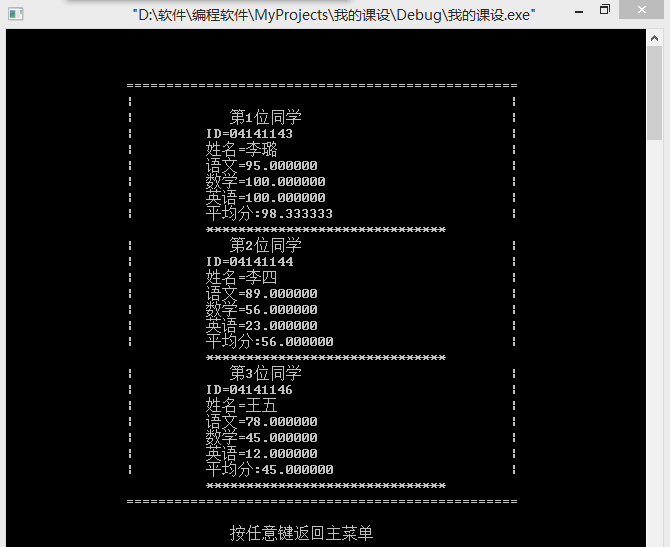 "D:\软件\编程软件\MyProjects\我的课设\Debug\我的课设.exe"
================================================
第1位同学
ID=04141143
姓名=李璐
语文=95.000000
数学=100.000000
英语=100.000000
平均分:98.333333
******************************
第2位同学
ID=04141144
姓名=李四
语文=89.000000
数学=56.000000
英语=23.000000
平均分:56.000000
******************************
第3位同学
ID=04141146
姓名=王五
语文=78.000000
数学=45.000000
英语=12.000000
平均分:45.000000
******************************
================================================
按任意键返回主菜单